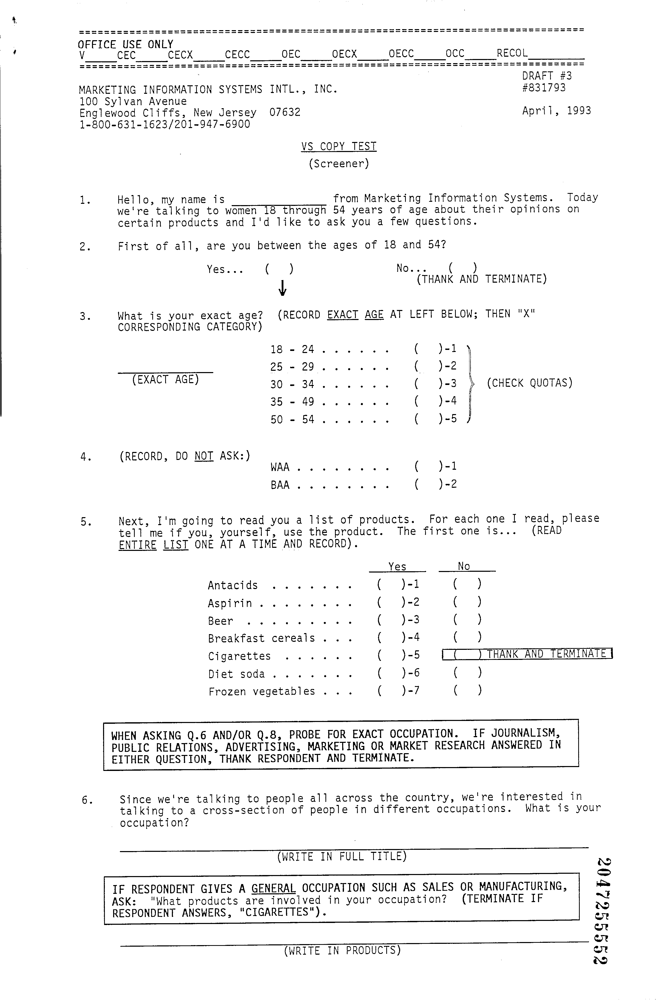 OFFICE USE ONLY
V_____CEC_____CECX_____CECC_____OEC_____OECX_____OECC_____OCC_____RECOL________
DRAFT #3
MARKETING INFORMATION SYSTEMS INTL., INC. #831793
100 Sylvan Avenue
Englewood Cliffs, New Jersey 07632 April, 1993
1-800-631-1623/201-947-6900
VS COPY TEST
(Screener)
1. Hello, my name is ____________ from Marketing Information Systems. Today
we're talking to women 18 through 54 years of age about their opinions on
certain products and I'd like to ask you a few questions.
2. First of all, are you between the ages of 18 and 54?
Yes... ( ) No... ( )
(THANK AND TERMINATE)
3. What is your exact age? (RECORD EXACT AGE AT LEFT BELOW; THEN "X"
CORRESPONDING CATEGORY)
18 - 24 . . . . . . ( )-1
25 - 29 . . . . . . ( )-2
(EXACT AGE) 30 - 34 . . . . . . ( )-3 (CHECK QUOTAS)
35 - 49 . . . . . . ( )-4
50 - 54 . . . . . . ( )-5
4. (RECORD, DO NOT ASK:)
WAA . . . . . . . . ( )-1
BAA . . . . . . . . ( )-2
5. Next, I'm going to read you a list of products. For each one I read, please
tell me if you, yourself, use the product. The first one is... (READ
ENTIRE LIST ONE AT A TIME AND RECORD).
Yes No
Antacids . . . . . . . ( )-1 ( )
Aspirin . . . . . . . . ( )-2 ( )
Beer . . . . . . . . . ( )-3 ( )
Breakfast cereals . . . ( )-4 ( )
Cigarettes . . . . . . ( )-5 ( ) THANK AND TERMINATE
Diet soda . . . . . . . ( )-6 ( )
Frozen vegetables . . . ( )-7 ( )
WHEN ASKING Q.6 AND/OR Q.8, PROBE FOR EXACT OCCUPATION. IF JOURNALISM,
PUBLIC RELATIONS, ADVERTISING, MARKETING OR MARKET RESEARCH ANSWERED IN
EITHER QUESTION, THANK RESPONDENT AND TERMINATE.
6. Since we're talking to people all across the country, we're interested in
talking to a cross-section of people in different occupations. What is your
occupation?
(WRITE IN FULL TITLE)
IF RESPONDENT GIVES A GENERAL OCCUPATION SUCH AS SALES OR MANUFACTURING,
ASK: "What products are involved in your occupation? (TERMINATE IF
RESPONDENT ANSWERS, "CIGARETTES").
(WRITE IN PRODUCTS)
2047255552